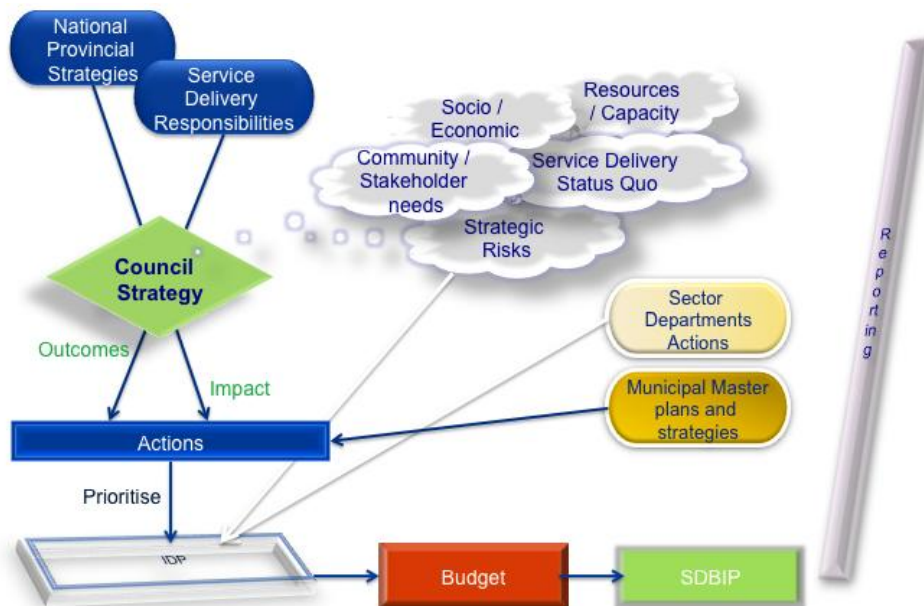 National
Provincial
Strategies
Service
Delivery
Responsibilities
Socio /
Economic
Resources
/ Capacity
Community /
Stakeholder
needs
Service Delivery
Status Quo
Strategic
Risks
Council
Strategy
Outcomes
Impact
Sector
Departments
Actions
Municipal Master
plans and
strategies
Actions
Prioritise
IDP
Budget
SDBIP
Reporting